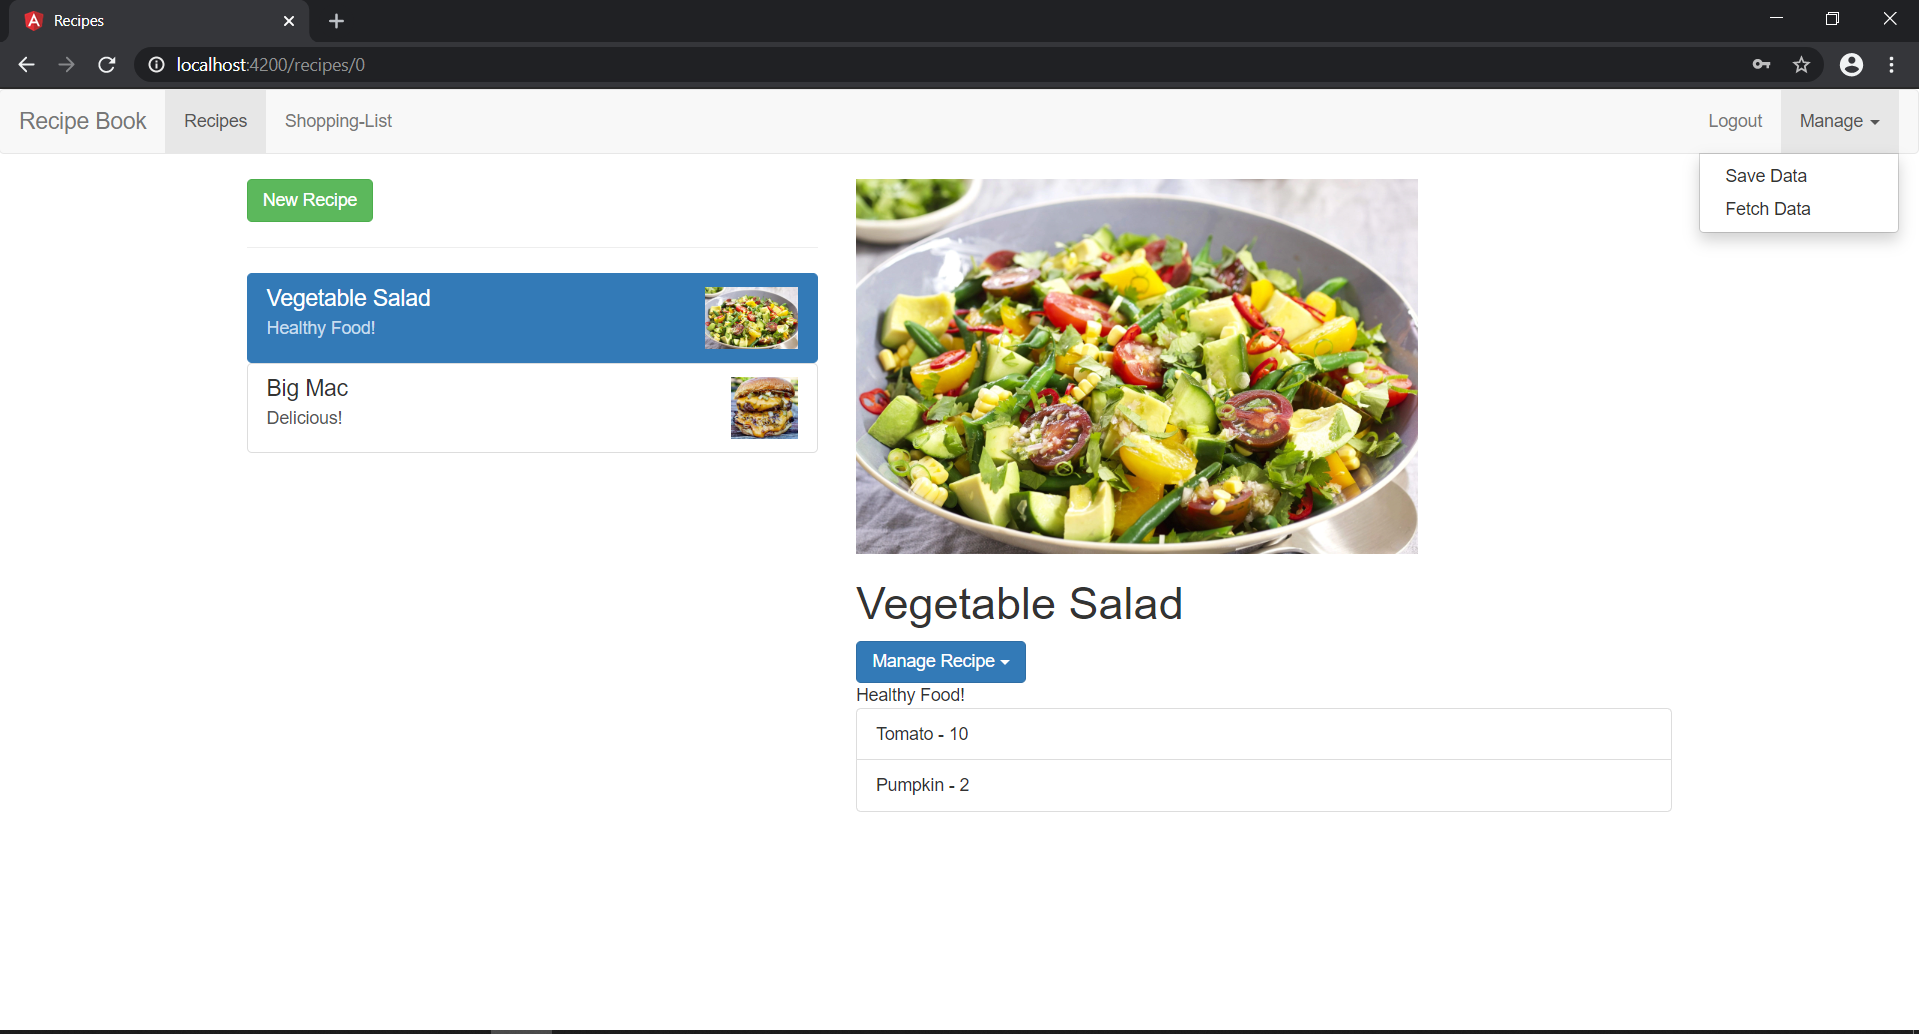 Recipes
localhost:4200/recipes/0
Recipe Book
Recipes
Shopping-List
Logout
Manage
Save Data
Fetch Data
New Recipe
Vegetable Salad
Healthy Food!
Big Mac
Delicious!
Vegetable Salad
Manage Recipe
Healthy Food!
Tomato - 10
Pumpkin - 2